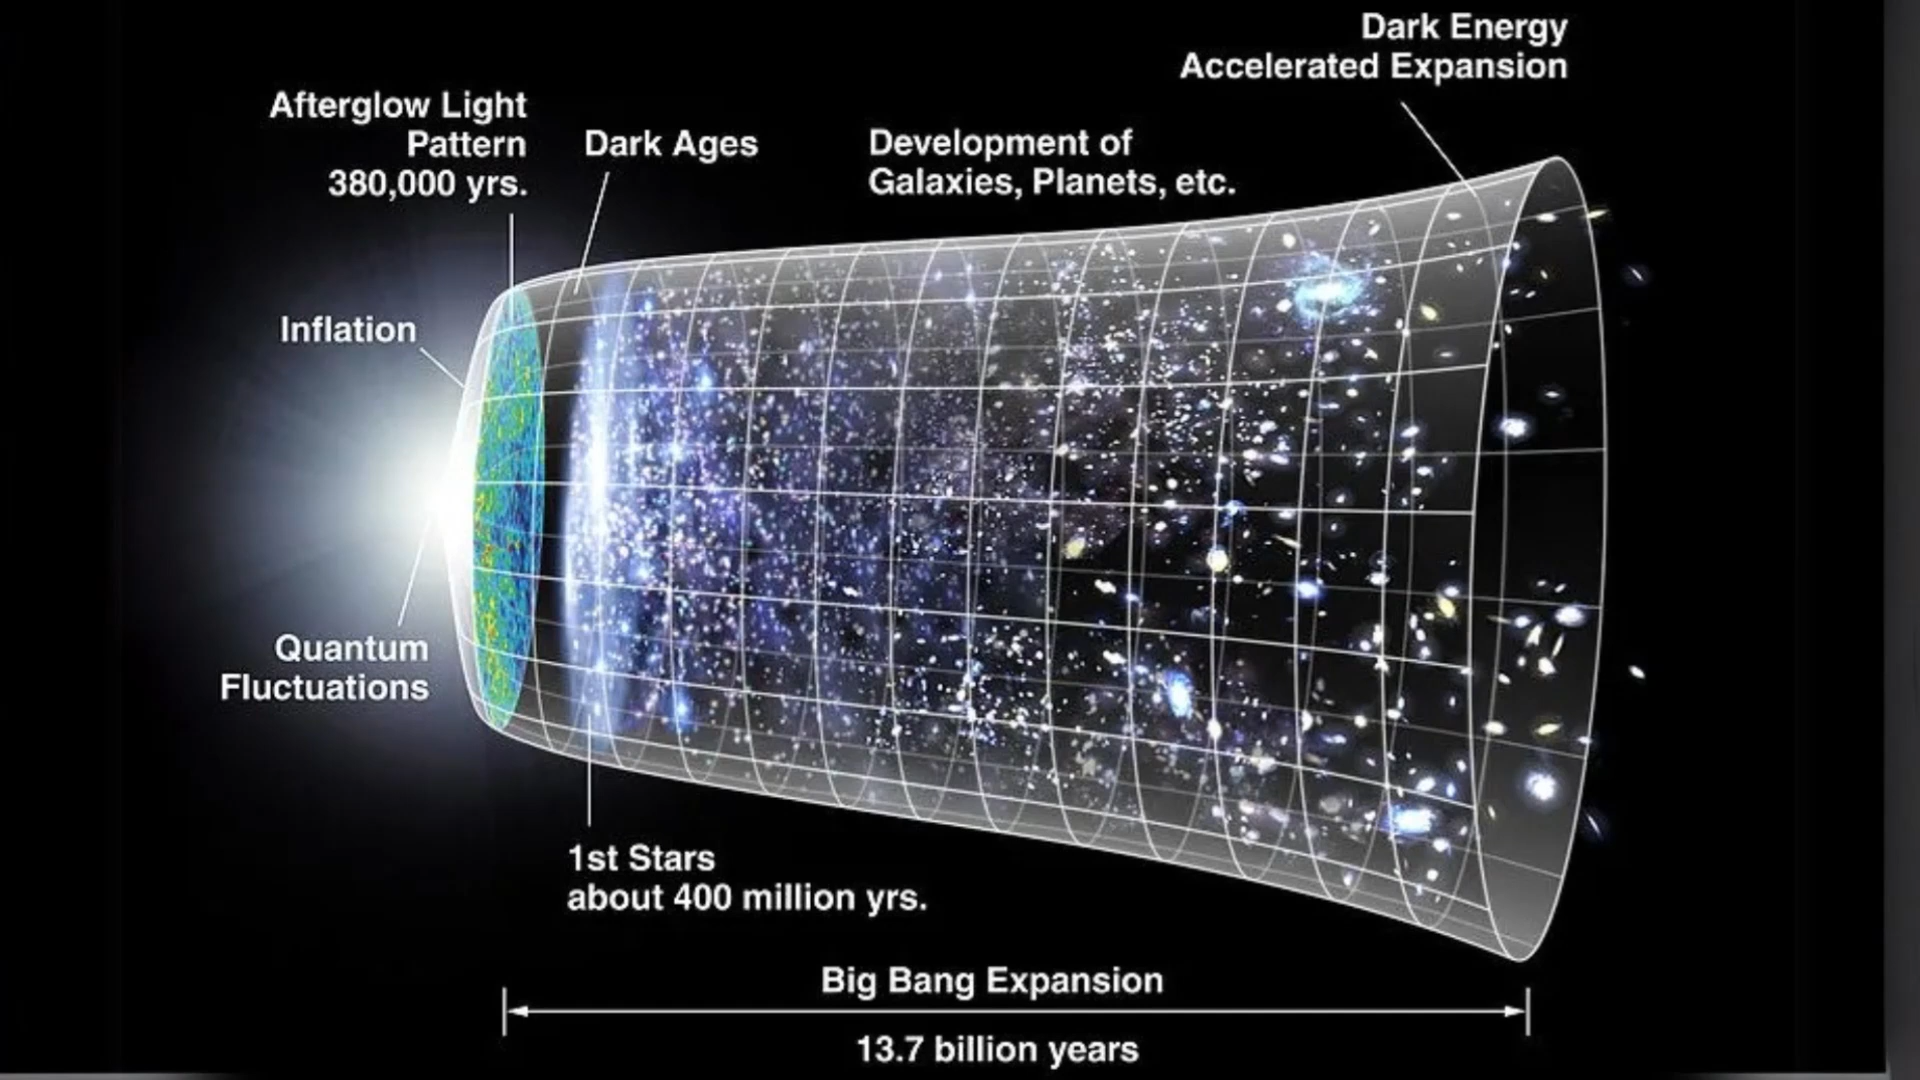 Dark Energy
Accelerated Expansion
Afterglow Light
Pattern
380,000 yrs.
Dark Ages
Development of
Galaxies, Planets, etc.
Inflation
Quantum
Fluctuations
1st Stars
about 400 million yrs.
Big Bang Expansion
13.7 billion years